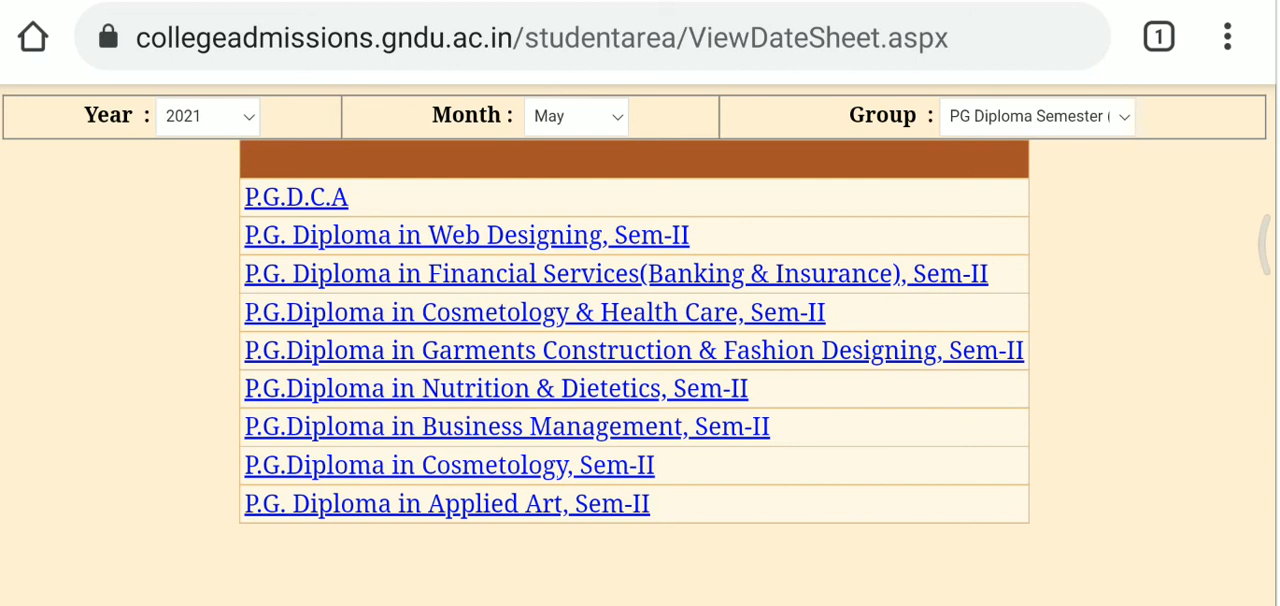 collegeadmissions.gndu.ac.in/studentarea/ViewDateSheet.aspx 1
Year : 2021 Month : May Group : PG Diploma Semester (
P.G.D.C.A
P.G. Diploma in Web Designing, Sem-II
P.G. Diploma in Financial Services(Banking & Insurance), Sem-II
P.G.Diploma in Cosmetology & Health Care, Sem-II
P.G.Diploma in Garments Construction & Fashion Designing, Sem-II
P.G.Diploma in Nutrition & Dietetics, Sem-II
P.G.Diploma in Business Management, Sem-II
P.G.Diploma in Cosmetology, Sem-II
P.G. Diploma in Applied Art, Sem-II